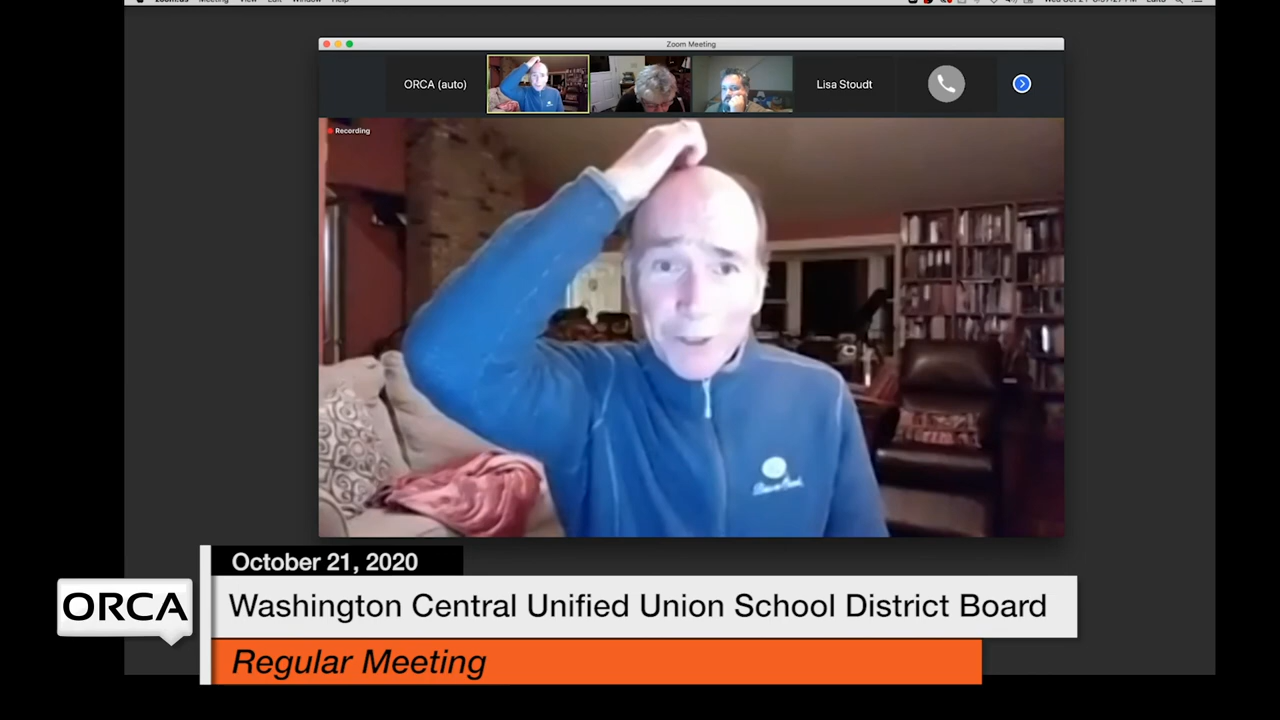 Zoom Meeting
ORCA (auto)
Lisa Stoudt
Recording
October 21, 2020
ORCA
Washington Central Unified Union School District Board
Regular Meeting